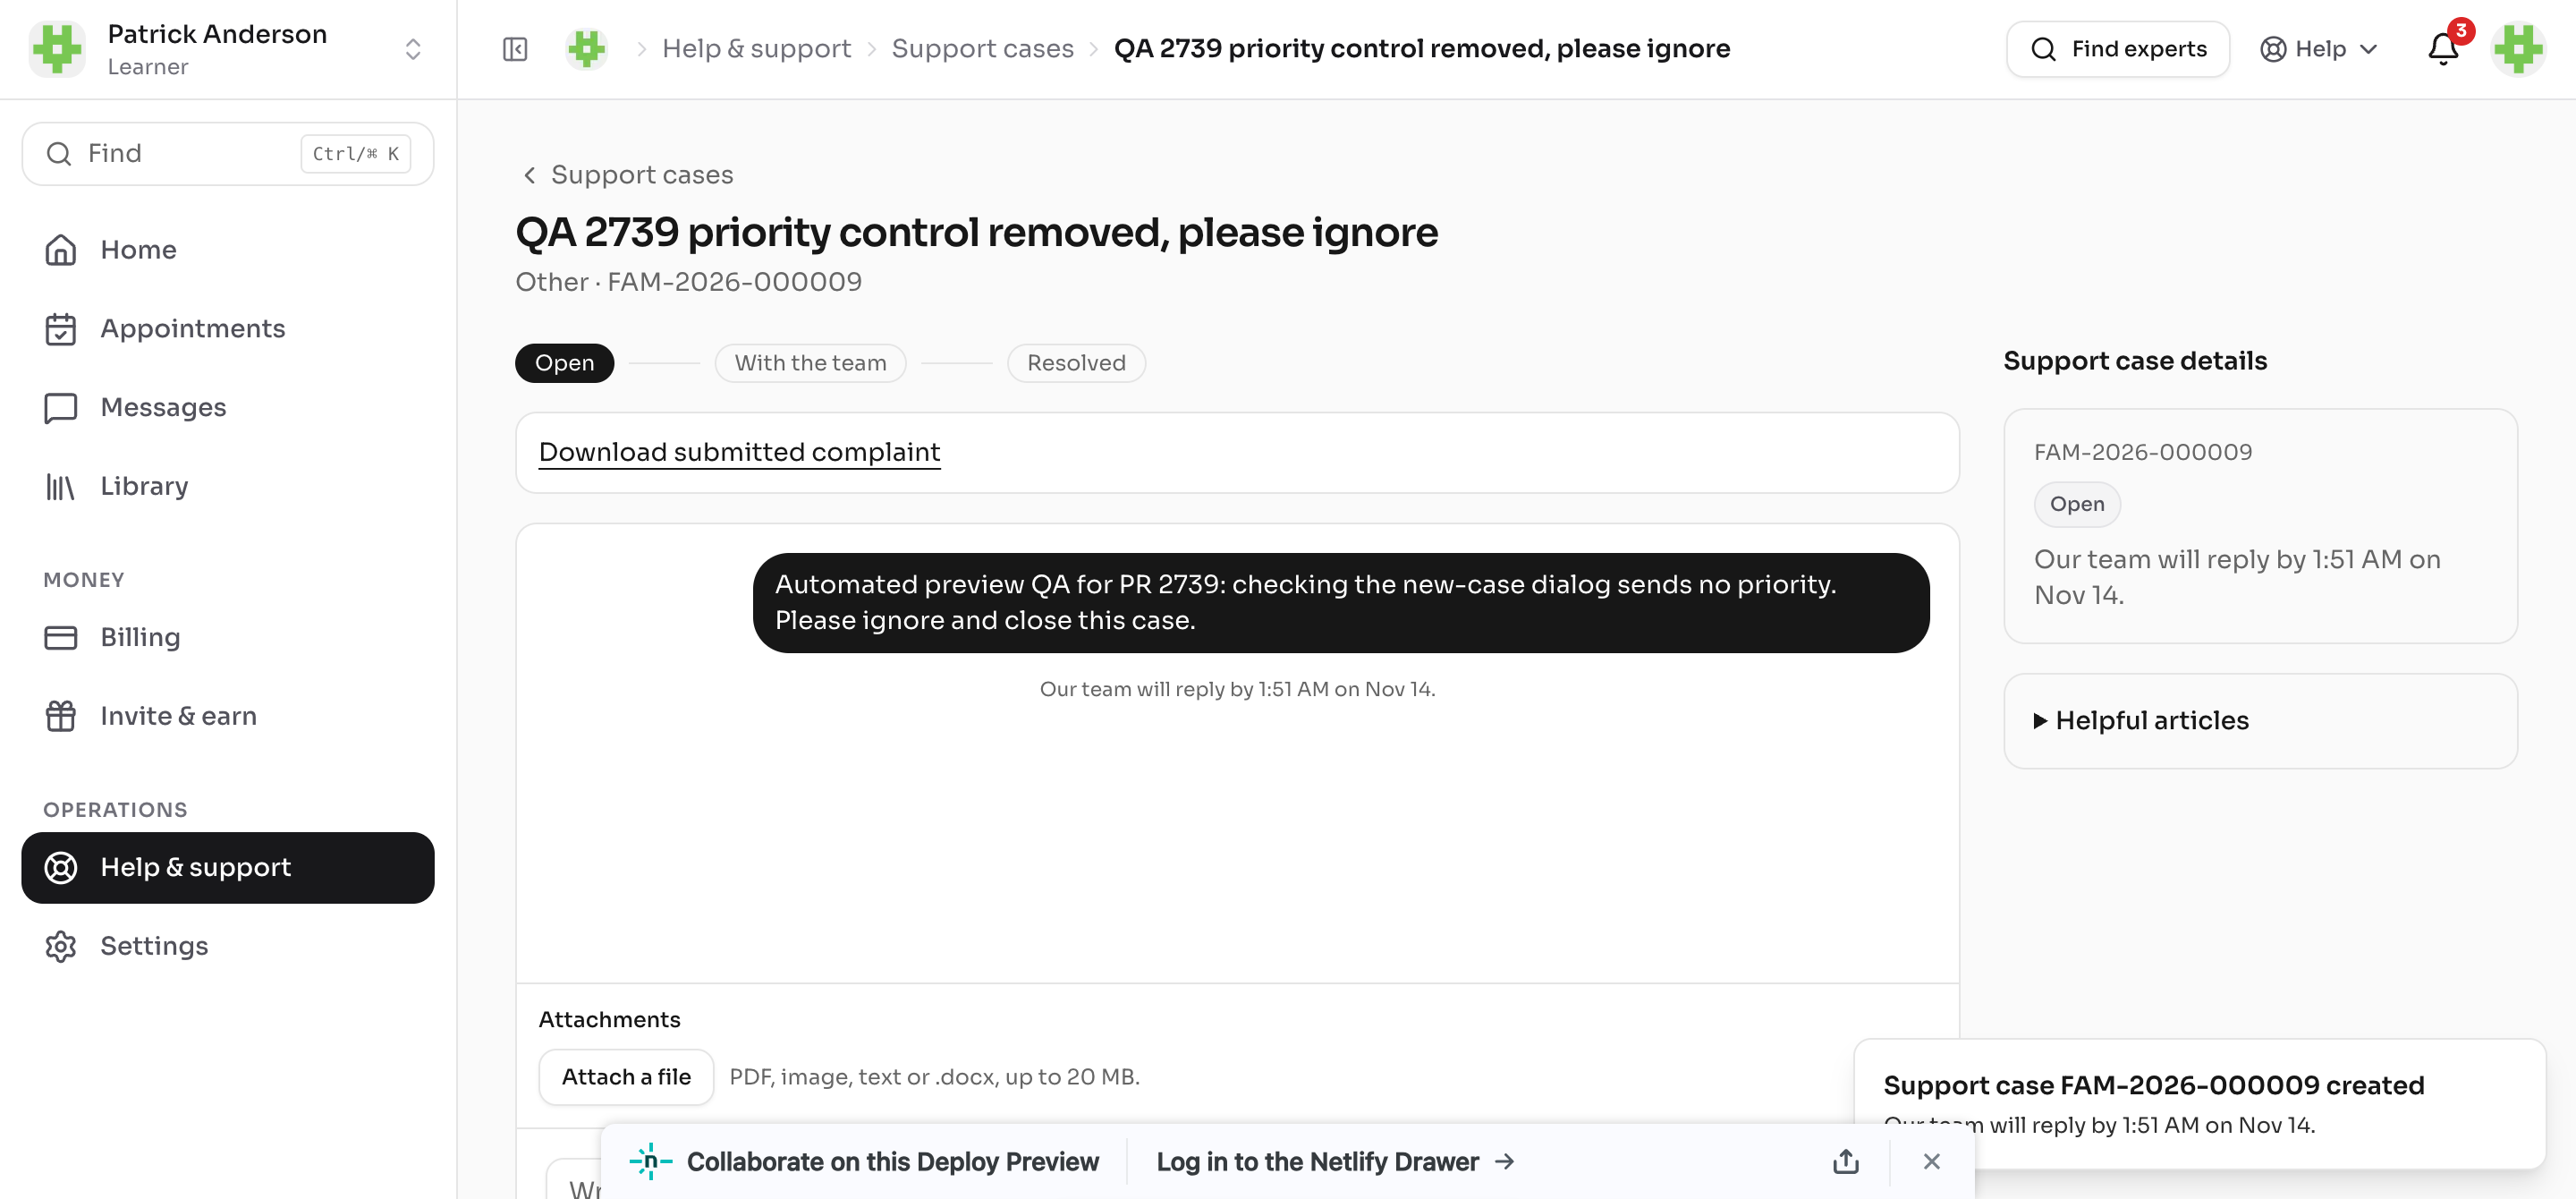 Patrick Anderson
Learner
Find
Ctrl/⌘ K
Home
Appointments
Messages
Library
MONEY
Billing
Invite & earn
OPERATIONS
Help & support
Settings
Help & support
Support cases
QA 2739 priority control removed, please ignore
Find experts
Help
3
Support cases
QA 2739 priority control removed, please ignore
Other · FAM-2026-000009
Open
With the team
Resolved
Download submitted complaint
Automated preview QA for PR 2739: checking the new-case dialog sends no priority.
Please ignore and close this case.
Our team will reply by 1:51 AM on Nov 14.
Attachments
Attach a file
PDF, image, text or .docx, up to 20 MB.
Support case details
FAM-2026-000009
Open
Our team will reply by 1:51 AM on
Nov 14.
Helpful articles
Support case FAM-2026-000009 created
Our team will reply by 1:51 AM on Nov 14.
Collaborate on this Deploy Preview
Log in to the Netlify Drawer →